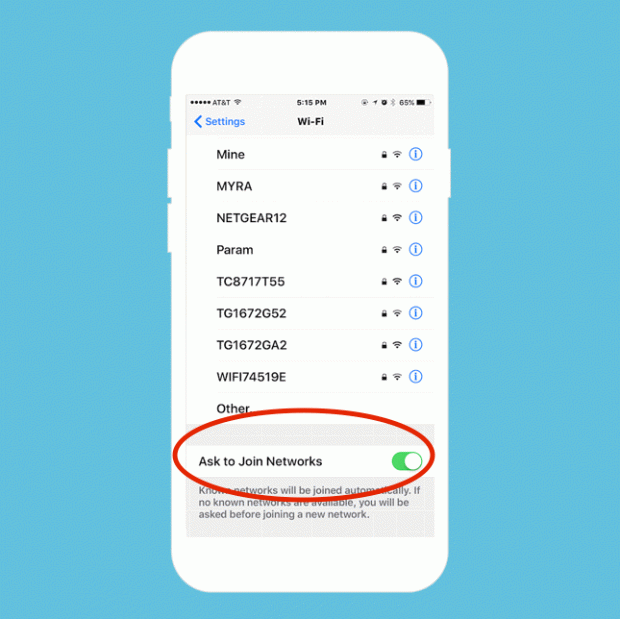 AT&T 5:15 PM 65%
Settings Wi-Fi
Mine
MYRA
NETGEAR12
Param
TC8717T55
TG1672G52
TG1672GA2
WIFI74519E
Other
Ask to Join Networks
Known networks will be joined automatically. If
no known networks are available, you will be
asked before joining a new network.